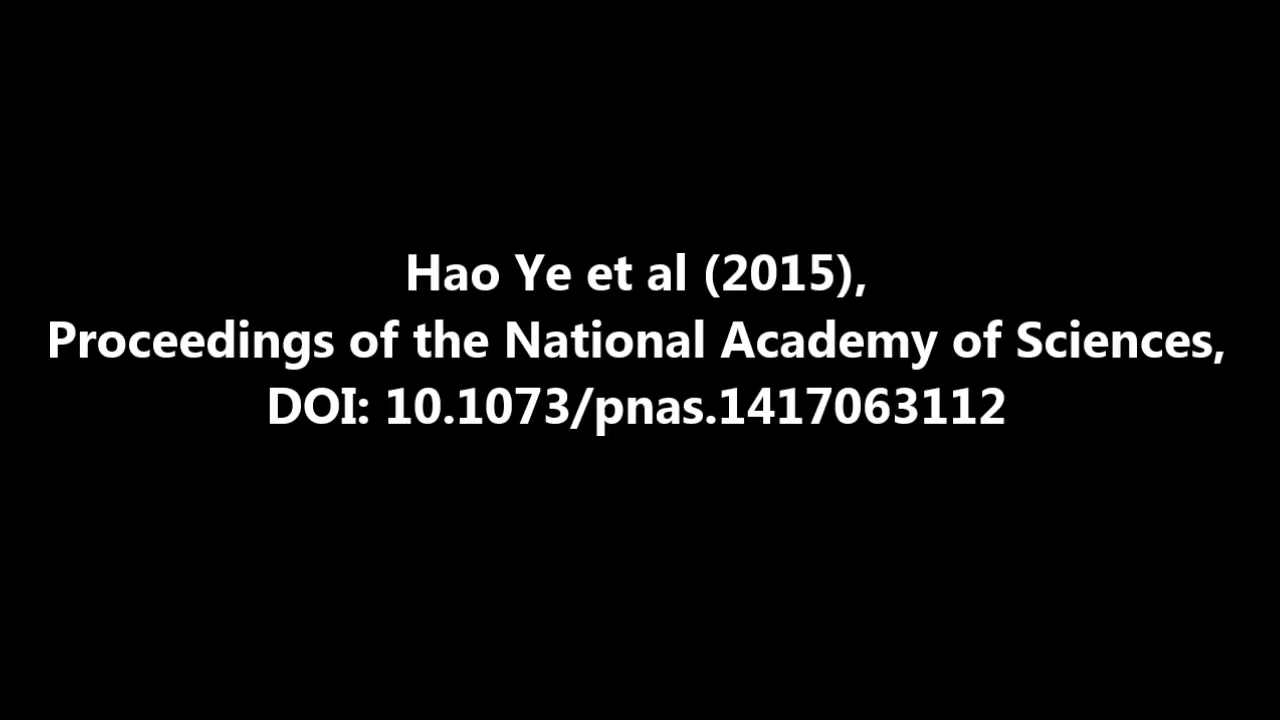 Hao Ye et al (2015),
Proceedings of the National Academy of Sciences,
DOI: 10.1073/pnas.1417063112